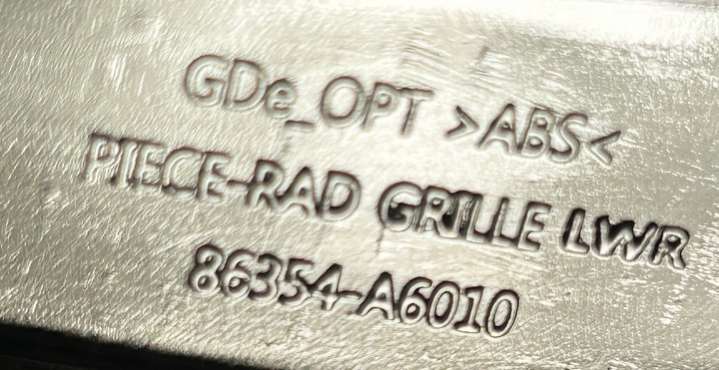 GDe_OPT >ABS<
PIECE-RAD GRILLE LWR
86354-A6010